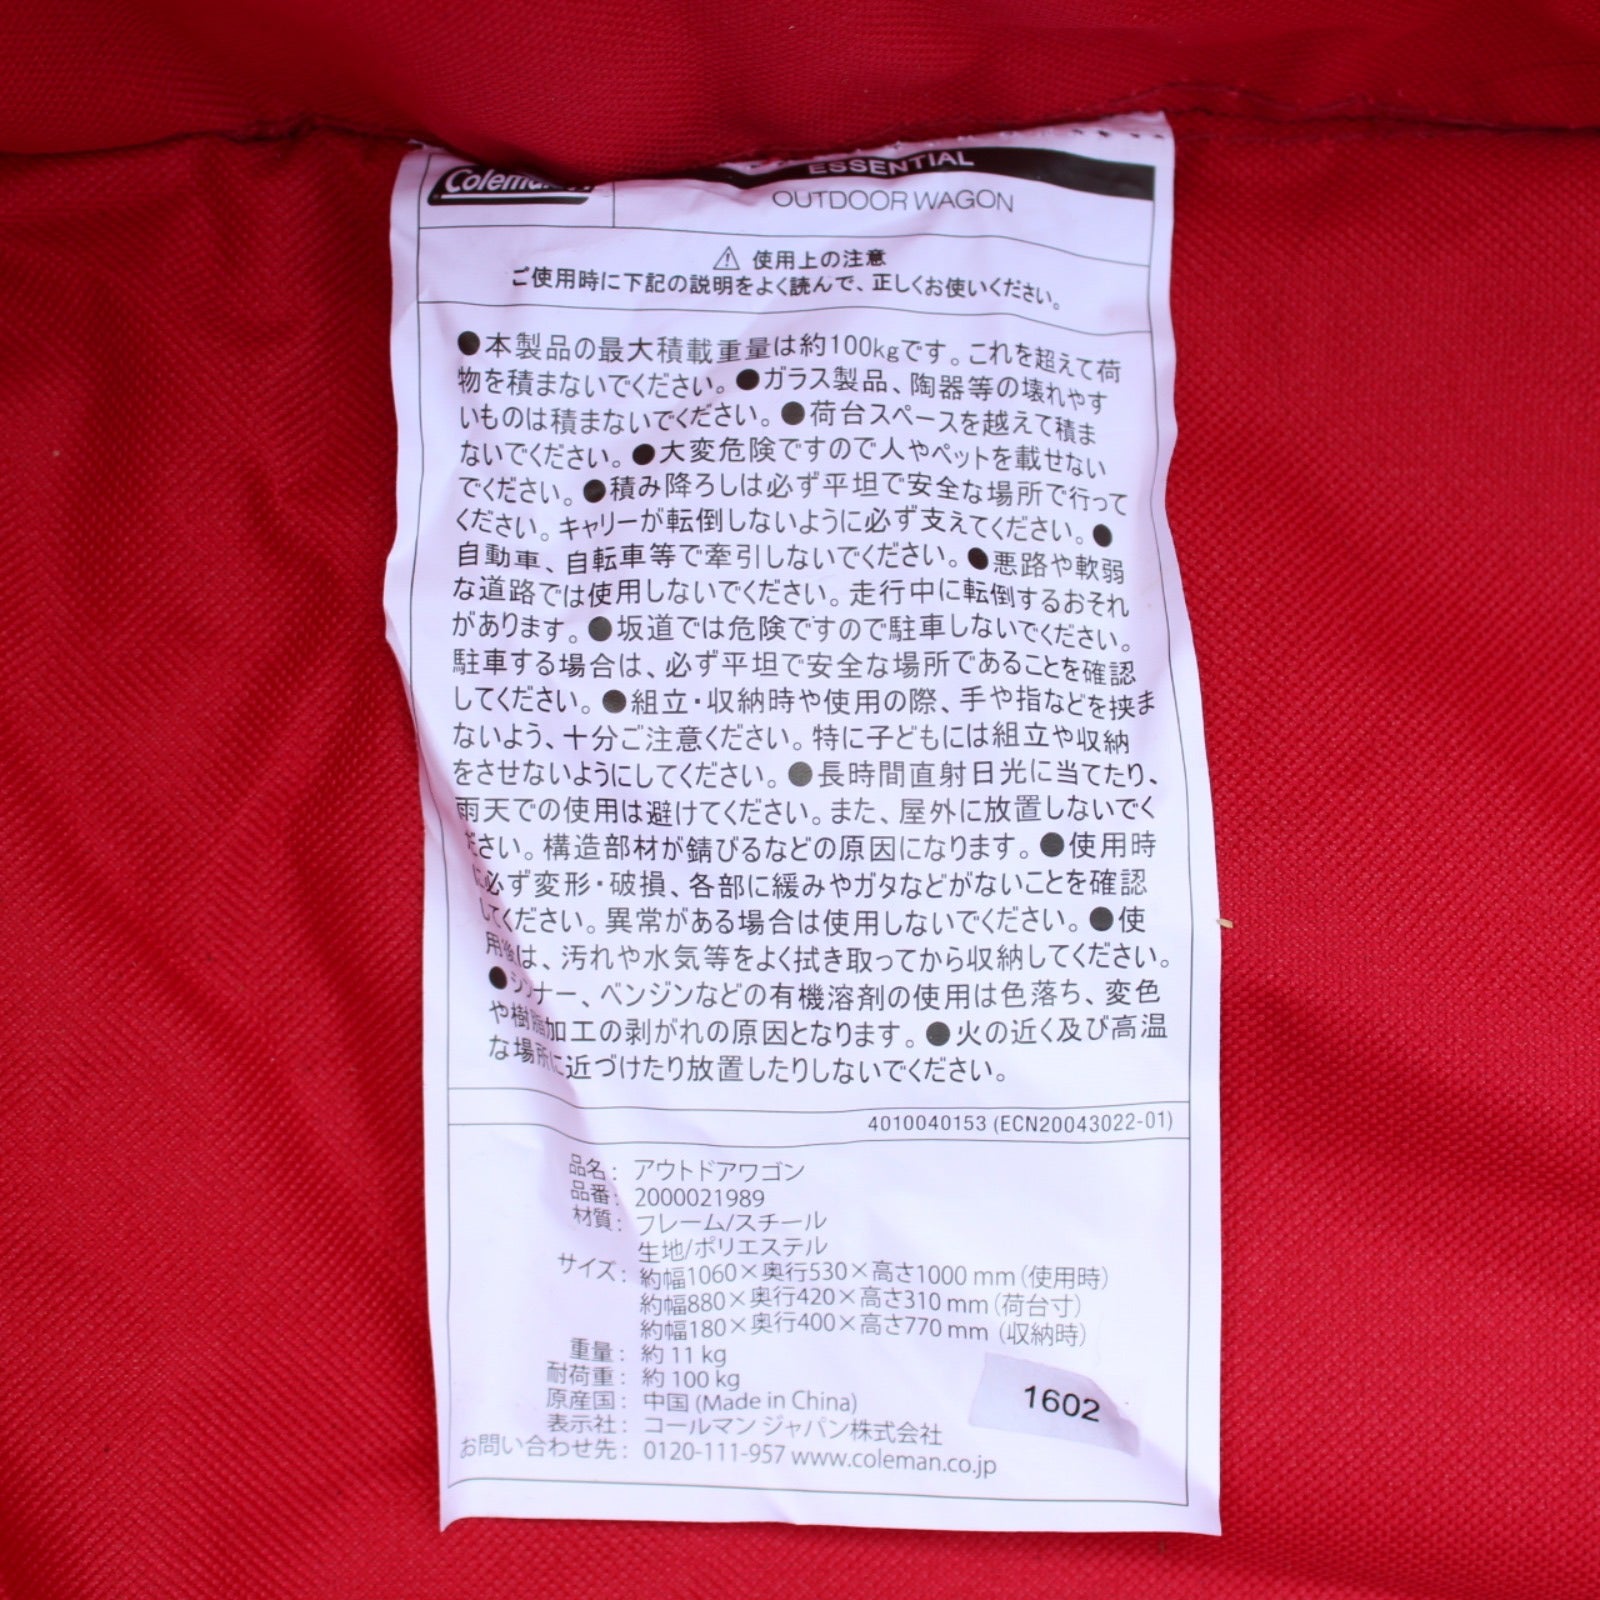 Coleman
ESSENTIAL
OUTDOOR WAGON
⚠ 使用上の注意
ご使用時に下記の説明をよく読んで、正しくお使いください。
●本製品の最大積載重量は約100kgです。これを超えて荷
物を積まないでください。●ガラス製品、陶器等の壊れやす
いものは積まないでください。●荷台スペースを越えて積ま
ないでください。●大変危険ですので人やペットを載せない
でください。●積み降ろしは必ず平坦で安全な場所で行って
ください。キャリーが転倒しないように必ず支えてください。●
自動車、自転車等で牽引しないでください。●悪路や軟弱
な道路では使用しないでください。走行中に転倒するおそれ
があります。●坂道では危険ですので駐車しないでください。
駐車する場合は、必ず平坦で安全な場所であることを確認
してください。●組立・収納時や使用の際、手や指などを挟ま
ないよう、十分ご注意ください。特に子どもには組立や収納
をさせないようにしてください。●長時間直射日光に当てたり、
雨天での使用は避けてください。また、屋外に放置しないでく
ださい。構造部材が錆びるなどの原因になります。●使用時
に必ず変形・破損、各部に緩みやガタなどがないことを確認
してください。異常がある場合は使用しないでください。●使
用後は、汚れや水気等をよく拭き取ってから収納してください。
●シンナー、ベンジンなどの有機溶剤の使用は色落ち、変色
や樹脂加工の剥がれの原因となります。●火の近く及び高温
な場所に近づけたり放置したりしないでください。
4010040153 (ECN20043022-01)
品名: アウトドアワゴン
品番: 2000021989
材質: フレーム/スチール
生地/ポリエステル
サイズ: 約幅1060×奥行530×高さ1000 mm (使用時)
約幅880×奥行420×高さ310 mm (荷台寸)
約幅180×奥行400×高さ770 mm (収納時)
重量: 約 11 kg
耐荷重: 約 100 kg
原産国: 中国 (Made in China)
表示社: コールマン ジャパン株式会社
お問い合わせ先: 0120-111-957 www.coleman.co.jp
1602